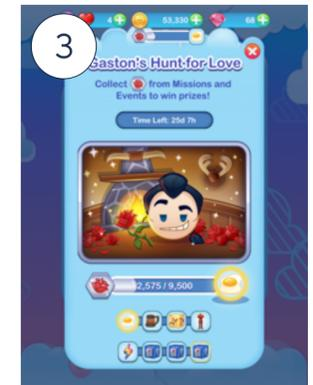 3
4
53,330
68
Gaston's Hunt for Love
Collect from Missions and
Events to win prizes!
Time Left: 25d 7h
2,575 / 9,500